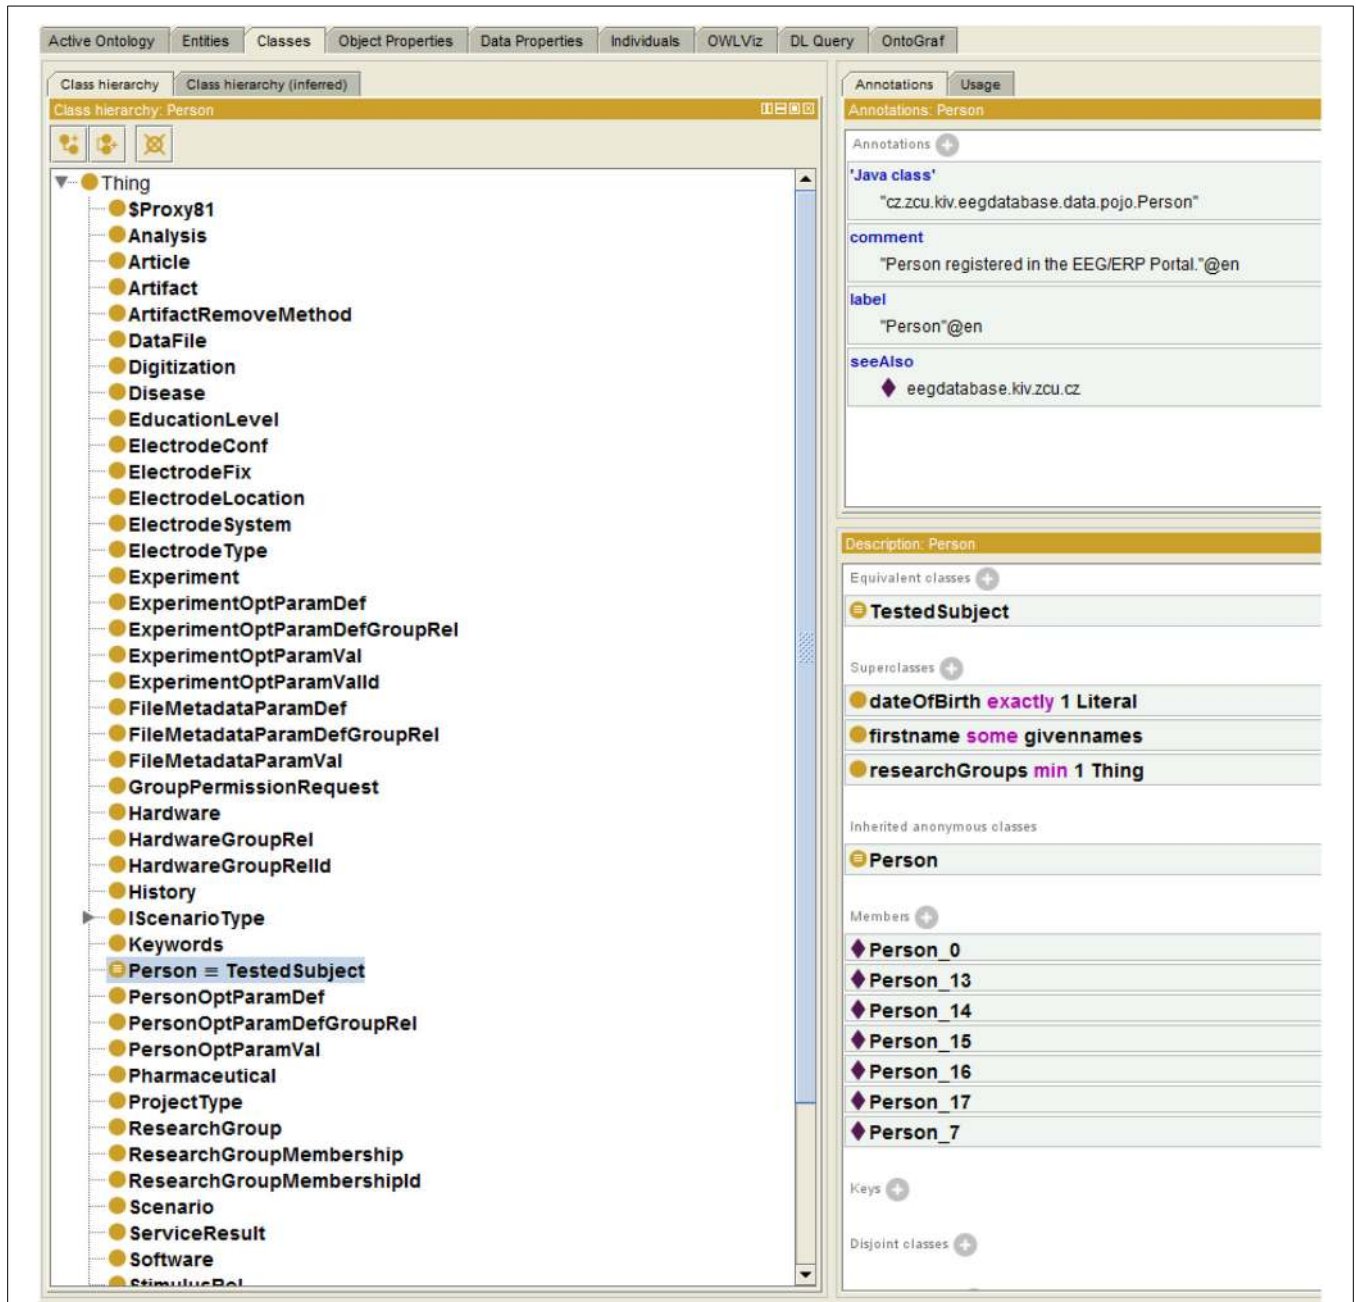 Active Ontology Entities Classes Object Properties Data Properties Individuals OWLViz DL Query OntoGraf
Class hierarchy Class hierarchy (inferred)
Class hierarchy: Person
Thing
$Proxy81
Analysis
Article
Artifact
ArtifactRemoveMethod
DataFile
Digitization
Disease
EducationLevel
ElectrodeConf
ElectrodeFix
ElectrodeLocation
ElectrodeSystem
ElectrodeType
Experiment
ExperimentOptParamDef
ExperimentOptParamDefGroupRel
ExperimentOptParamVal
ExperimentOptParamValId
FileMetadataParamDef
FileMetadataParamDefGroupRel
FileMetadataParamVal
GroupPermissionRequest
Hardware
HardwareGroupRel
HardwareGroupRelId
History
IScenarioType
Keywords
Person ≡ TestedSubject
PersonOptParamDef
PersonOptParamDefGroupRel
PersonOptParamVal
Pharmaceutical
ProjectType
ResearchGroup
ResearchGroupMembership
ResearchGroupMembershipId
Scenario
ServiceResult
Software
StimulusRel
Annotations Usage
Annotations: Person
Annotations
'Java class'
"cz.zcu.kiv.eegdatabase.data.pojo.Person"
comment
"Person registered in the EEG/ERP Portal."@en
label
"Person"@en
seeAlso
eegdatabase.kiv.zcu.cz
Description: Person
Equivalent classes
TestedSubject
Superclasses
dateOfBirth exactly 1 Literal
firstname some givennames
researchGroups min 1 Thing
Inherited anonymous classes
Person
Members
Person_0
Person_13
Person_14
Person_15
Person_16
Person_17
Person_7
Keys
Disjoint classes